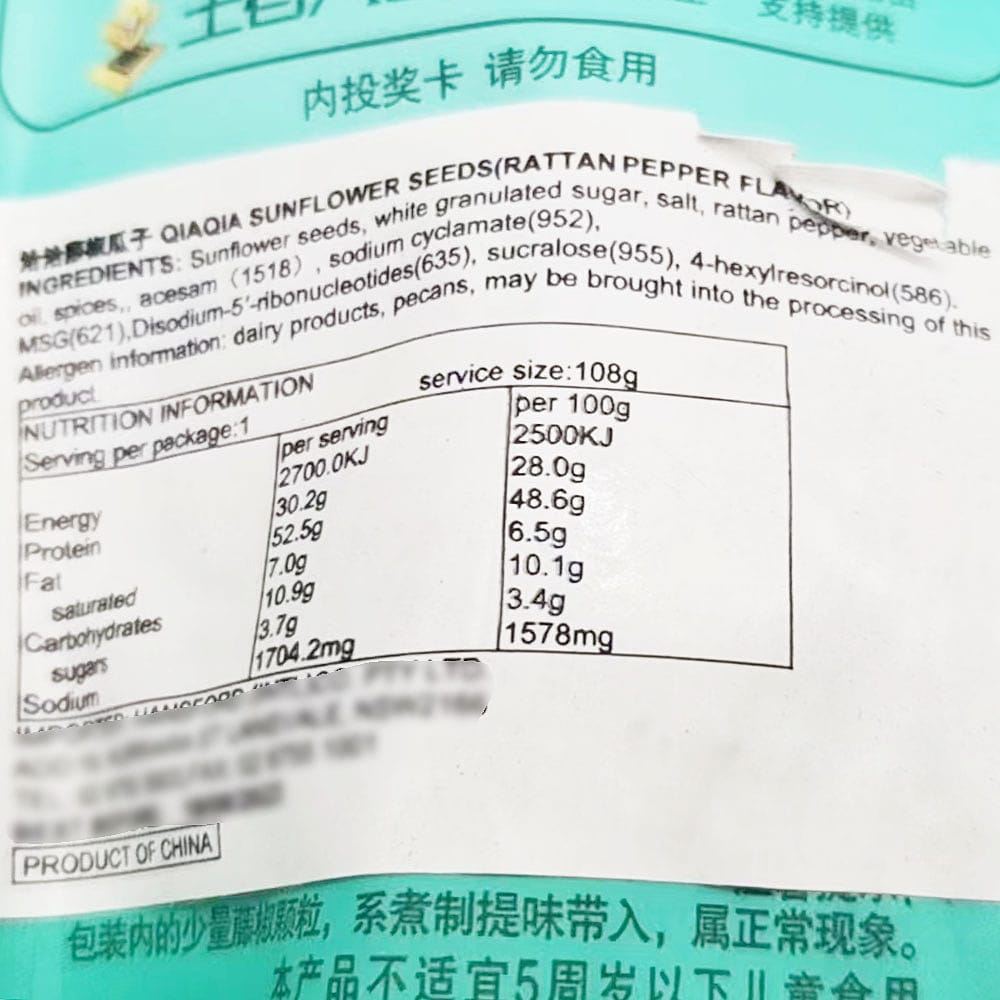 支持提供
内投奖卡 请勿食用
洽洽藤椒瓜子 QIAQIA SUNFLOWER SEEDS(RATTAN PEPPER FLAVOR)
INGREDIENTS: Sunflower seeds, white granulated sugar, salt, rattan pepper, vegetable
oil, spices,, acesam (1518) , sodium cyclamate(952),
MSG(621),Disodium-5'-ribonucleotides(635), sucralose(955), 4-hexylresorcinol(586).
Allergen information: dairy products, pecans, may be brought into the processing of this
product.
NUTRITION INFORMATION
Serving per package:1 service size:108g
per serving per 100g
Energy 2700.0KJ 2500KJ
Protein 30.2g 28.0g
Fat 52.5g 48.6g
saturated 7.0g 6.5g
Carbohydrates 10.9g 10.1g
sugars 3.7g 3.4g
Sodium 1704.2mg 1578mg
PRODUCT OF CHINA
包装内的少量藤椒颗粒，系煮制提味带入，属正常现象。
本产品不适宜5周岁以下儿童食用